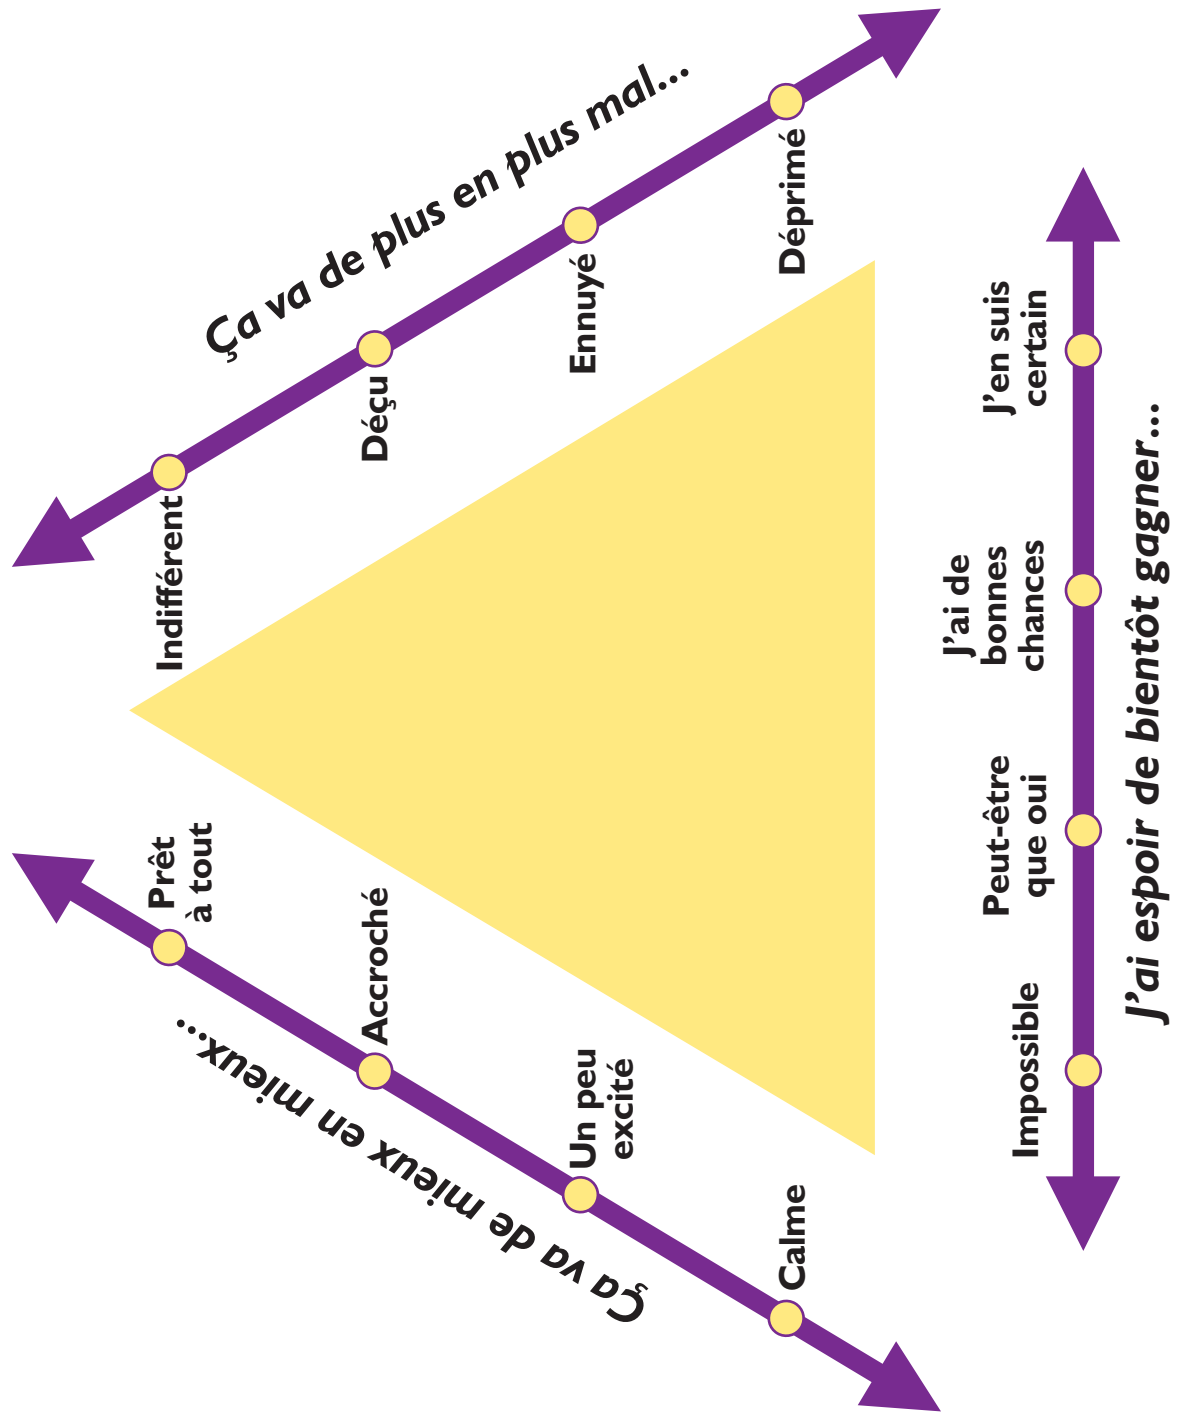 Ça va de mieux en mieux...
Calme
Un peu
excité
Accroché
Prêt
à tout
Ça va de plus en plus mal...
Indifférent
Déçu
Ennuyé
Déprimé
Impossible
Peut-être
que oui
J’ai de
bonnes
chances
J’en suis
certain
J’ai espoir de bientôt gagner...